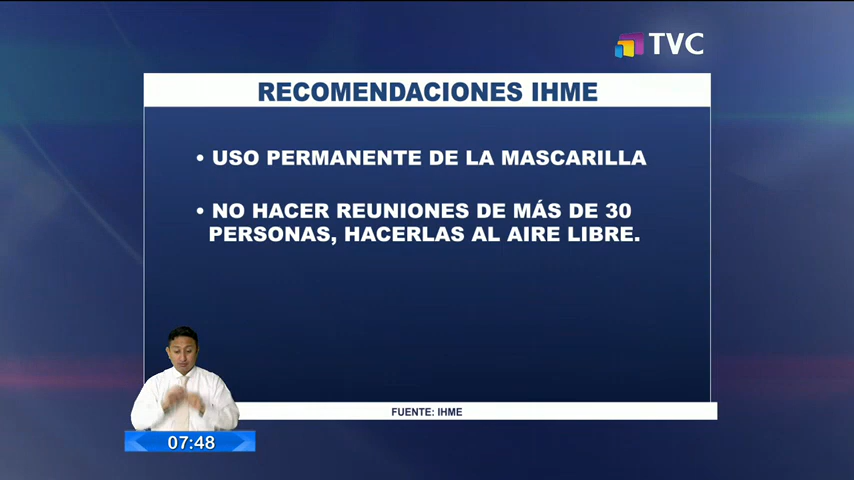 TVC
RECOMENDACIONES IHME
• USO PERMANENTE DE LA MASCARILLA
• NO HACER REUNIONES DE MÁS DE 30
PERSONAS, HACERLAS AL AIRE LIBRE.
FUENTE: IHME
07:48